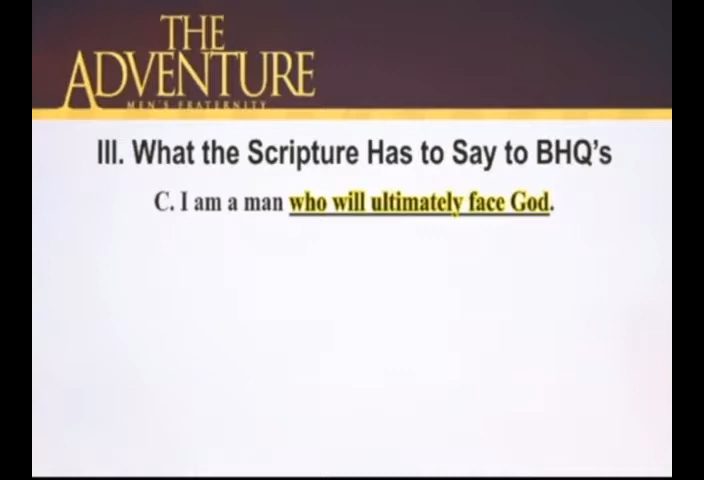 THE
ADVENTURE
MEN'S FRATERNITY
III. What the Scripture Has to Say to BHQ's
C. I am a man who will ultimately face God.